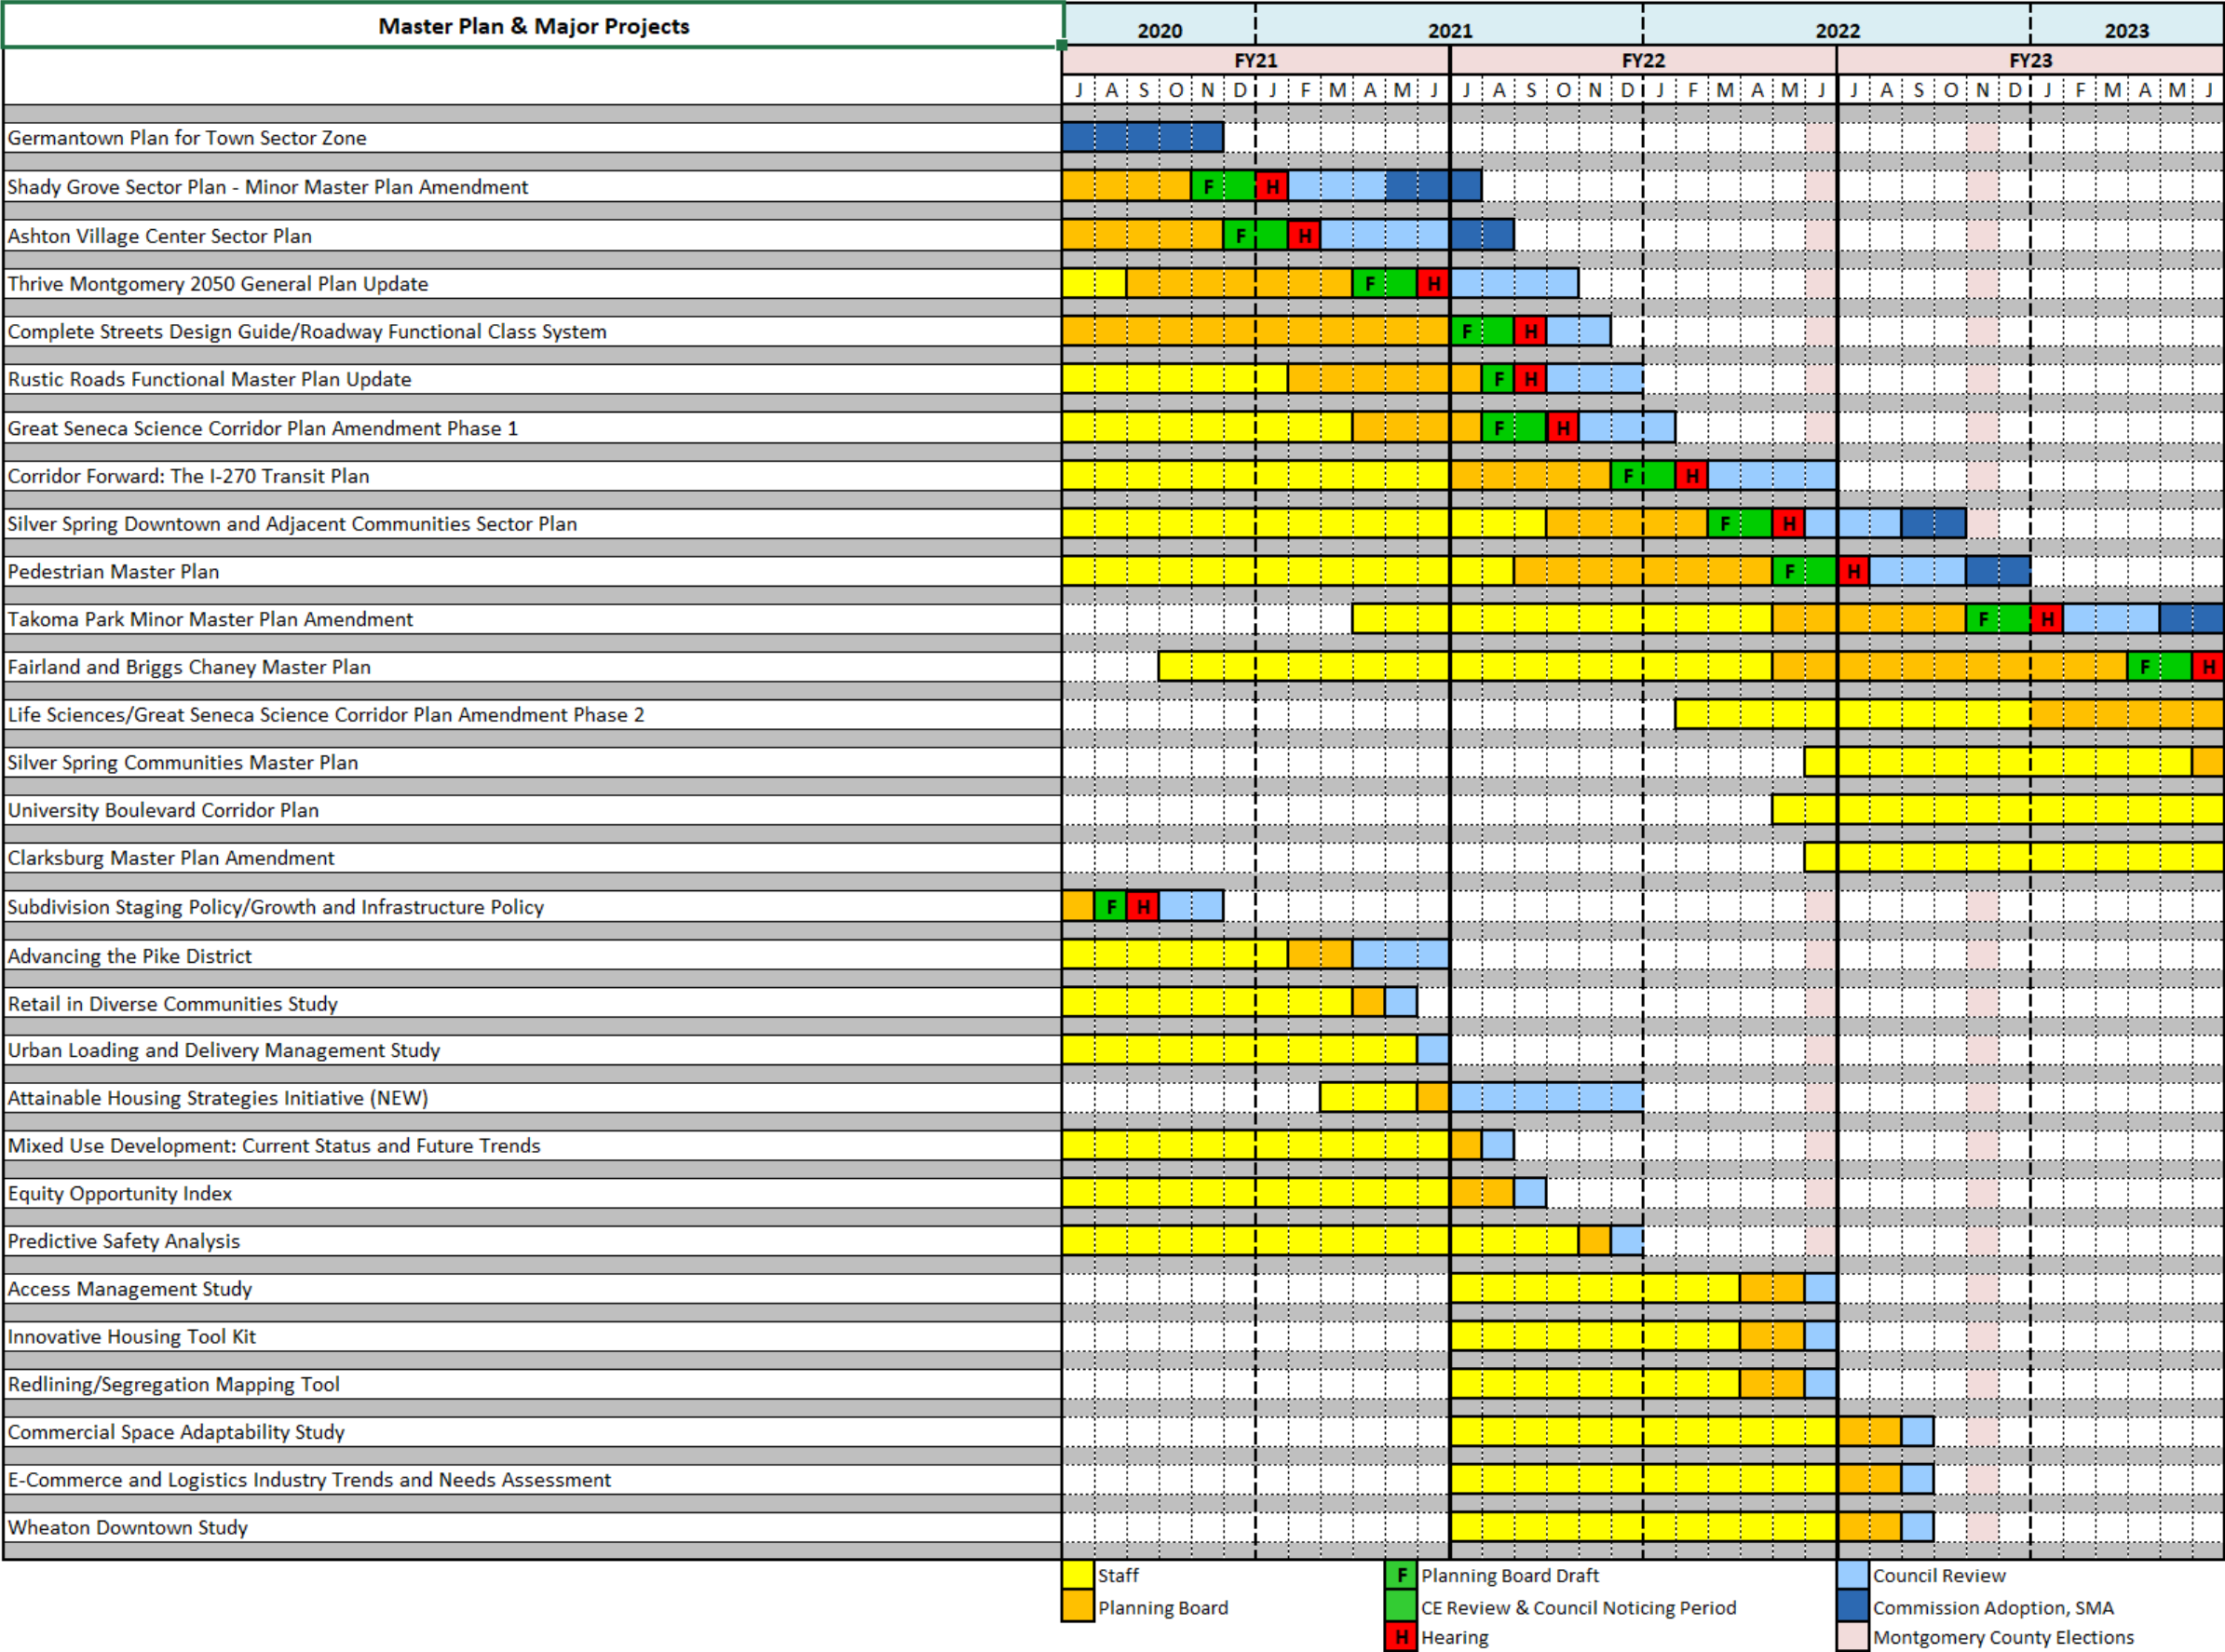 Master Plan & Major Projects
2020 2021 2022 2023
FY21 FY22 FY23
J A S O N D J F M A M J J A S O N D J F M A M J J A S O N D J F M A M J
Germantown Plan for Town Sector Zone
Shady Grove Sector Plan - Minor Master Plan Amendment F H
Ashton Village Center Sector Plan F H
Thrive Montgomery 2050 General Plan Update F H
Complete Streets Design Guide/Roadway Functional Class System F H
Rustic Roads Functional Master Plan Update F H
Great Seneca Science Corridor Plan Amendment Phase 1 F H
Corridor Forward: The I-270 Transit Plan F H
Silver Spring Downtown and Adjacent Communities Sector Plan F H
Pedestrian Master Plan F H
Takoma Park Minor Master Plan Amendment F H
Fairland and Briggs Chaney Master Plan F H
Life Sciences/Great Seneca Science Corridor Plan Amendment Phase 2
Silver Spring Communities Master Plan
University Boulevard Corridor Plan
Clarksburg Master Plan Amendment
Subdivision Staging Policy/Growth and Infrastructure Policy F H
Advancing the Pike District
Retail in Diverse Communities Study
Urban Loading and Delivery Management Study
Attainable Housing Strategies Initiative (NEW)
Mixed Use Development: Current Status and Future Trends
Equity Opportunity Index
Predictive Safety Analysis
Access Management Study
Innovative Housing Tool Kit
Redlining/Segregation Mapping Tool
Commercial Space Adaptability Study
E-Commerce and Logistics Industry Trends and Needs Assessment
Wheaton Downtown Study
Staff F Planning Board Draft Council Review
Planning Board CE Review & Council Noticing Period Commission Adoption, SMA
H Hearing Montgomery County Elections